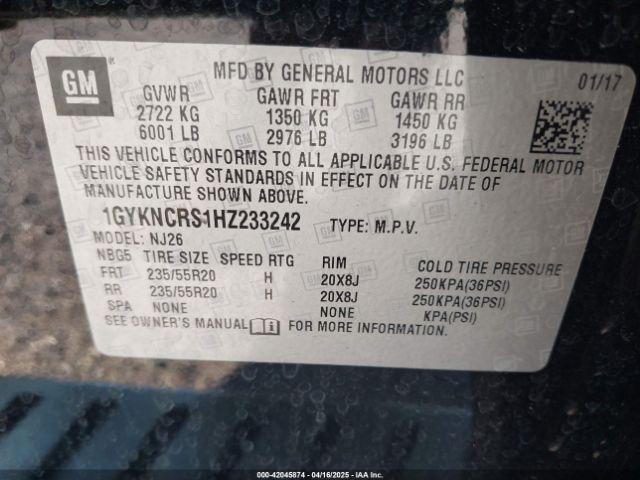 GM
MFD BY GENERAL MOTORS LLC 01/17
GVWR GAWR FRT GAWR RR
2722 KG 1350 KG 1450 KG
6001 LB 2976 LB 3196 LB
THIS VEHICLE CONFORMS TO ALL APPLICABLE U.S. FEDERAL MOTOR
VEHICLE SAFETY STANDARDS IN EFFECT ON THE DATE OF
MANUFACTURE SHOWN ABOVE.
1GYKNCRS1HZ233242 TYPE: M.P.V.
MODEL: NJ26
NBG5 TIRE SIZE SPEED RTG RIM COLD TIRE PRESSURE
FRT 235/55R20 H 20X8J 250KPA(36PSI)
RR 235/55R20 H 20X8J 250KPA(36PSI)
SPA NONE NONE KPA(PSI)
SEE OWNER'S MANUAL i FOR MORE INFORMATION.
000-42045874 - 04/16/2025 - IAA Inc.